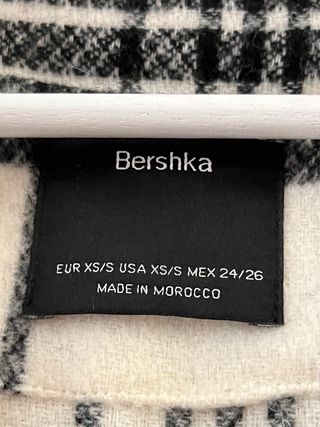 Bershka
EUR XS/S USA XS/S MEX 24/26
MADE IN MOROCCO